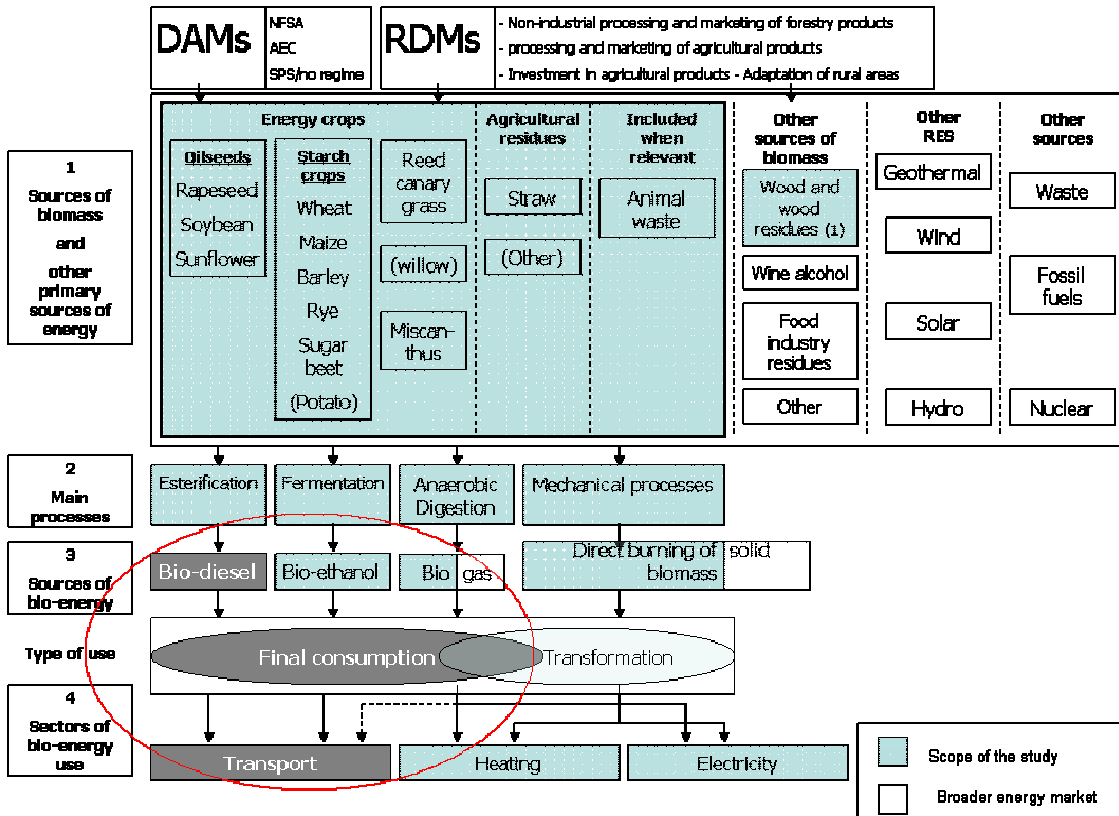 DAMs
NFSA
AEC
SPS/no regime
RDMs
- Non-industrial processing and marketing of forestry products
- processing and marketing of agricultural products
- Investment in agricultural products - Adaptation of rural areas
1
Sources of
biomass
and
other
primary
sources of
energy
Energy crops
Oilseeds
Rapeseed
Soybean
Sunflower
Starch
crops
Wheat
Maize
Barley
Rye
Sugar
beet
(Potato)
Reed
canary
grass
(willow)
Miscan-
thus
Agricultural
residues
Straw
(Other)
Included
when
relevant
Animal
waste
Other
sources of
biomass
Wood and
wood
residues (1)
Wine alcohol
Food
industry
residues
Other
Other
RES
Geothermal
Wind
Solar
Hydro
Other
sources
Waste
Fossil
fuels
Nuclear
2
Main
processes
Esterification
Fermentation
Anaerobic
Digestion
Mechanical processes
3
Sources of
bio-energy
Bio-diesel
Bio-ethanol
Bio gas
Direct burning of solid
biomass
Type of use
Final consumption
Transformation
4
Sectors of
bio-energy
use
Transport
Heating
Electricity
Scope of the study
Broader energy market